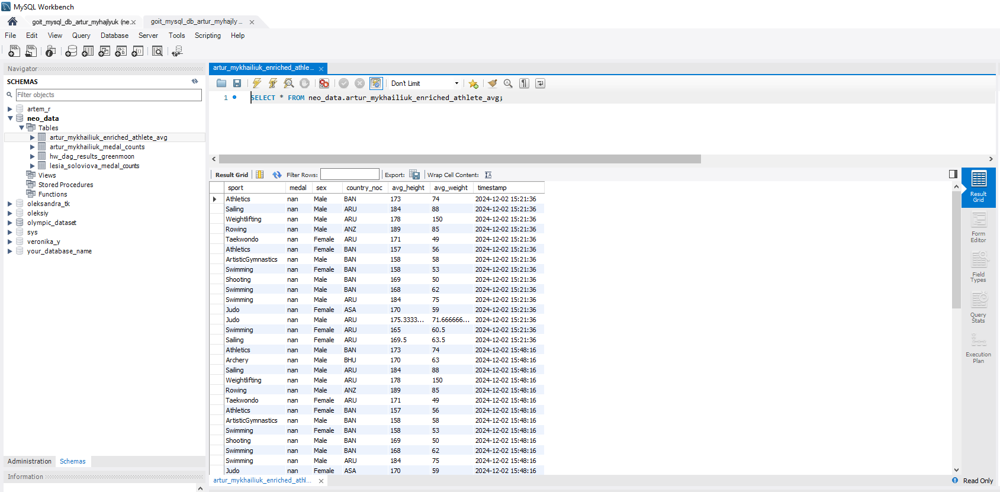 MySQL Workbench
goit_mysql_db_artur_myhajlyuk (ne... goit_mysql_db_artur_myhajly ...
File Edit View Query Database Server Tools Scripting Help
Navigator
SCHEMAS
Filter objects
artem_r
neo_data
Tables
artur_mykhailiuk_enriched_athlete_avg
artur_mykhailiuk_medal_counts
hw_dag_results_greenmoon
lesia_soloviova_medal_counts
Views
Stored Procedures
Functions
oleksandra_tk
oleksiy
olympic_dataset
sys
veronika_y
your_database_name
Administration Schemas
Information
artur_mykhailiuk_enriched_athle...
Don't Limit
1 SELECT * FROM neo_data.artur_mykhailiuk_enriched_athlete_avg;
Result Grid Filter Rows: Export: Wrap Cell Content:
sport medal sex country_noc avg_height avg_weight timestamp
Athletics nan Male BAN 173 74 2024-12-02 15:21:36
Sailing nan Male ARU 184 88 2024-12-02 15:21:36
Weightlifting nan Male ARU 178 150 2024-12-02 15:21:36
Rowing nan Male ANZ 189 85 2024-12-02 15:21:36
Taekwondo nan Female ARU 171 49 2024-12-02 15:21:36
Athletics nan Female BAN 157 56 2024-12-02 15:21:36
ArtisticGymnastics nan Male BAN 158 58 2024-12-02 15:21:36
Swimming nan Female BAN 158 53 2024-12-02 15:21:36
Shooting nan Male BAN 169 50 2024-12-02 15:21:36
Swimming nan Male BAN 168 62 2024-12-02 15:21:36
Swimming nan Male ARU 184 75 2024-12-02 15:21:36
Judo nan Female ASA 170 59 2024-12-02 15:21:36
Judo nan Male ARU 175.3333... 71.666666... 2024-12-02 15:21:36
Swimming nan Female ARU 165 60.5 2024-12-02 15:21:36
Sailing nan Female ARU 169.5 63.5 2024-12-02 15:21:36
Athletics nan Male BAN 173 74 2024-12-02 15:48:16
Archery nan Male BHU 170 63 2024-12-02 15:48:16
Sailing nan Male ARU 184 88 2024-12-02 15:48:16
Weightlifting nan Male ARU 178 150 2024-12-02 15:48:16
Rowing nan Male ANZ 189 85 2024-12-02 15:48:16
Taekwondo nan Female ARU 171 49 2024-12-02 15:48:16
Athletics nan Female BAN 157 56 2024-12-02 15:48:16
ArtisticGymnastics nan Male BAN 158 58 2024-12-02 15:48:16
Swimming nan Female BAN 158 53 2024-12-02 15:48:16
Shooting nan Male BAN 169 50 2024-12-02 15:48:16
Swimming nan Male BAN 168 62 2024-12-02 15:48:16
Swimming nan Male ARU 184 75 2024-12-02 15:48:16
Judo nan Female ASA 170 59 2024-12-02 15:48:16
artur_mykhailiuk_enriched_athl...
Result
Grid
Form
Editor
Field
Types
Query
Stats
Execution
Plan
Read Only